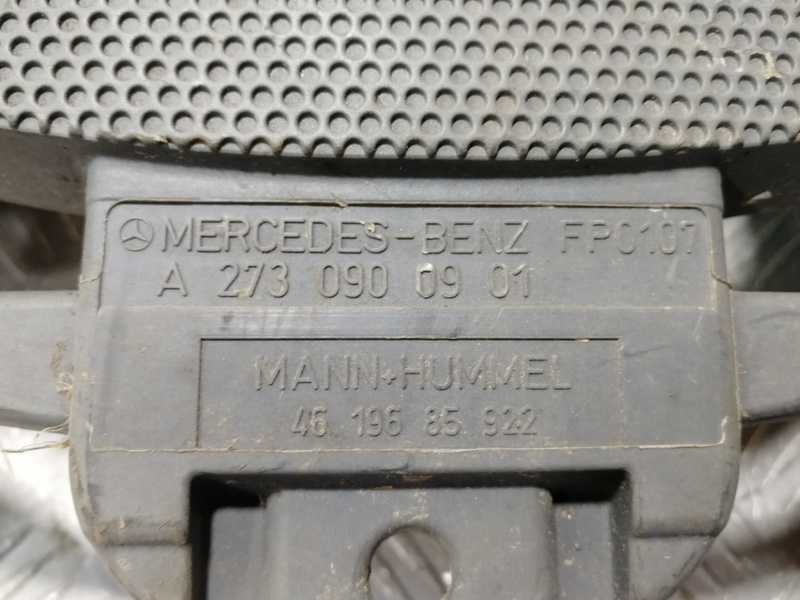 MERCEDES-BENZ FP0107
A 273 090 09 01
MANN+HUMMEL
46 196 85 922